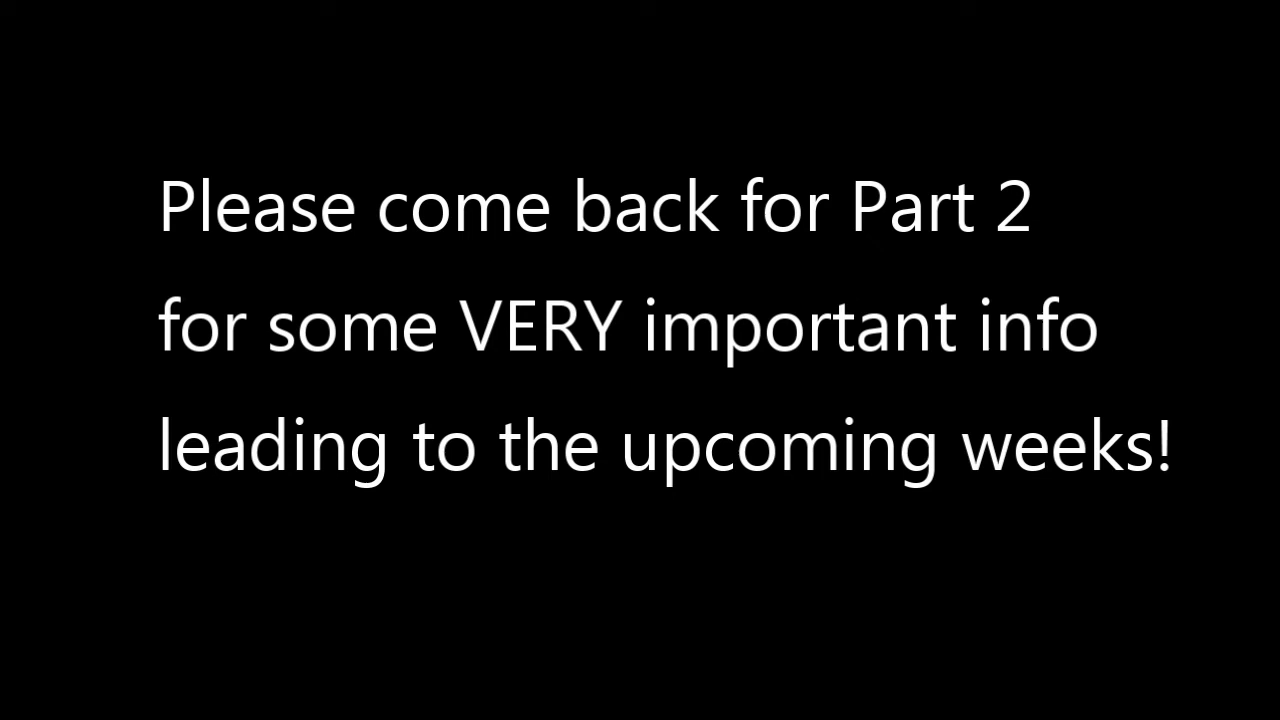 Please come back for Part 2
for some VERY important info
leading to the upcoming weeks!